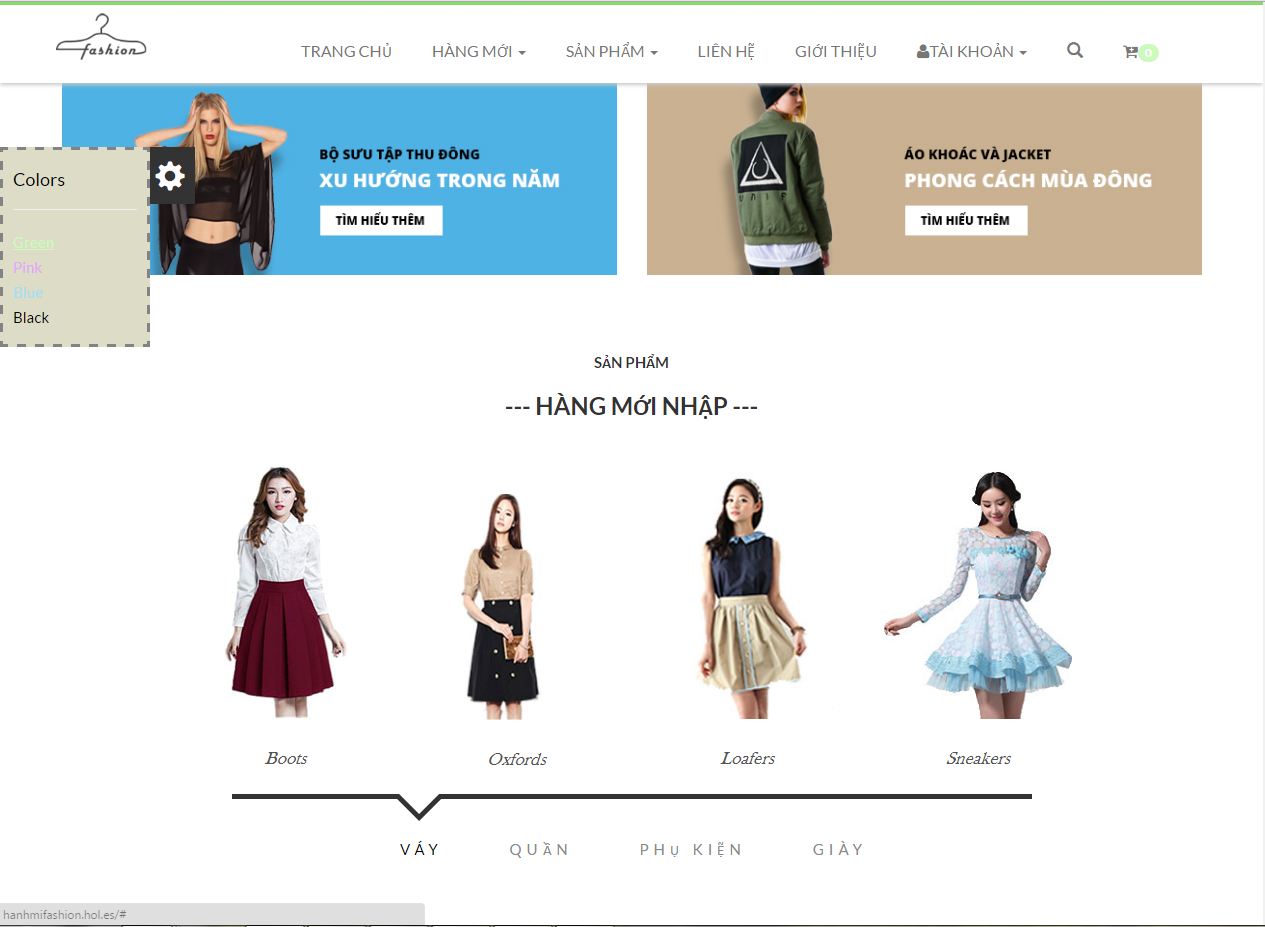 fashion
TRANG CHỦ HÀNG MỚI SẢN PHẨM LIÊN HỆ GIỚI THIỆU TÀI KHOẢN 0
BỘ SƯU TẬP THU ĐÔNG
XU HƯỚNG TRONG NĂM
TÌM HIỂU THÊM
UNIF
ÁO KHOÁC VÀ JACKET
PHONG CÁCH MÙA ĐÔNG
TÌM HIỂU THÊM
Colors
Green
Pink
Blue
Black
SẢN PHẨM
--- HÀNG MỚI NHẬP ---
Boots Oxfords Loafers Sneakers
VÁY QUẦN PHỤ KIỆN GIÀY
hanhmifashion.hol.es/#